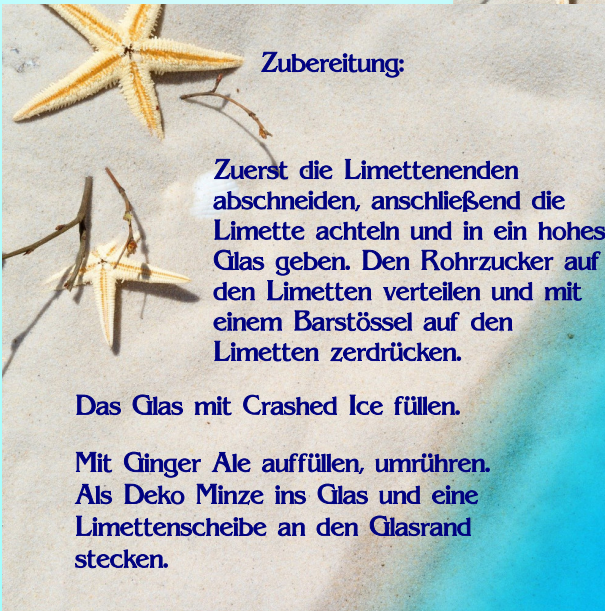 Zubereitung:
Zuerst die Limettenenden
abschneiden, anschließend die
Limette achteln und in ein hohes
Glas geben. Den Rohrzucker auf
den Limetten verteilen und mit
einem Barstössel auf den
Limetten zerdrücken.
Das Glas mit Crashed Ice füllen.
Mit Ginger Ale auffüllen, umrühren.
Als Deko Minze ins Glas und eine
Limettenscheibe an den Glasrand
stecken.